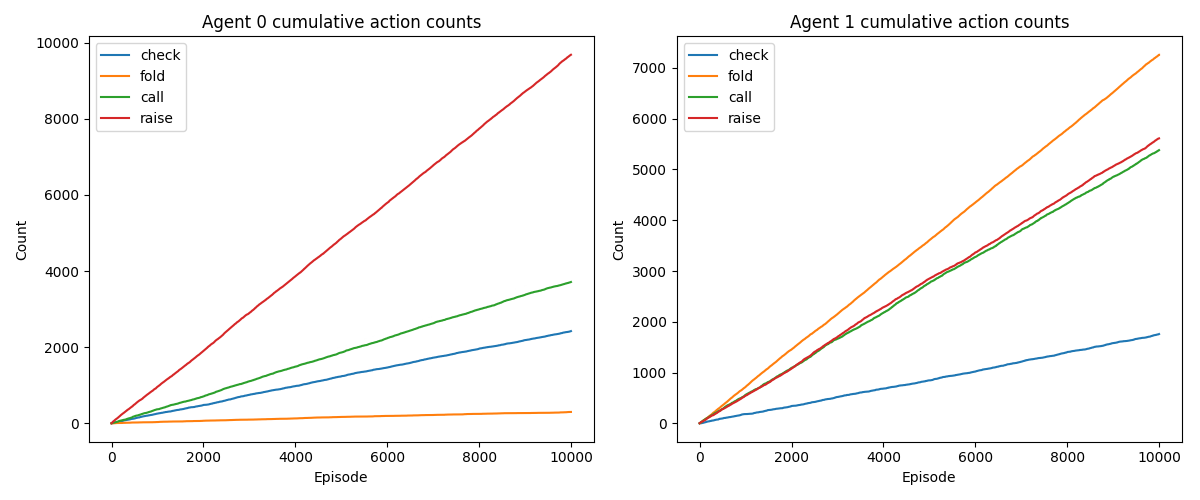 Agent 0 cumulative action counts
check
fold
call
raise
10000
8000
6000
4000
2000
0
Count
0 2000 4000 6000 8000 10000
Episode
Agent 1 cumulative action counts
check
fold
call
raise
7000
6000
5000
4000
3000
2000
1000
0
Count
0 2000 4000 6000 8000 10000
Episode